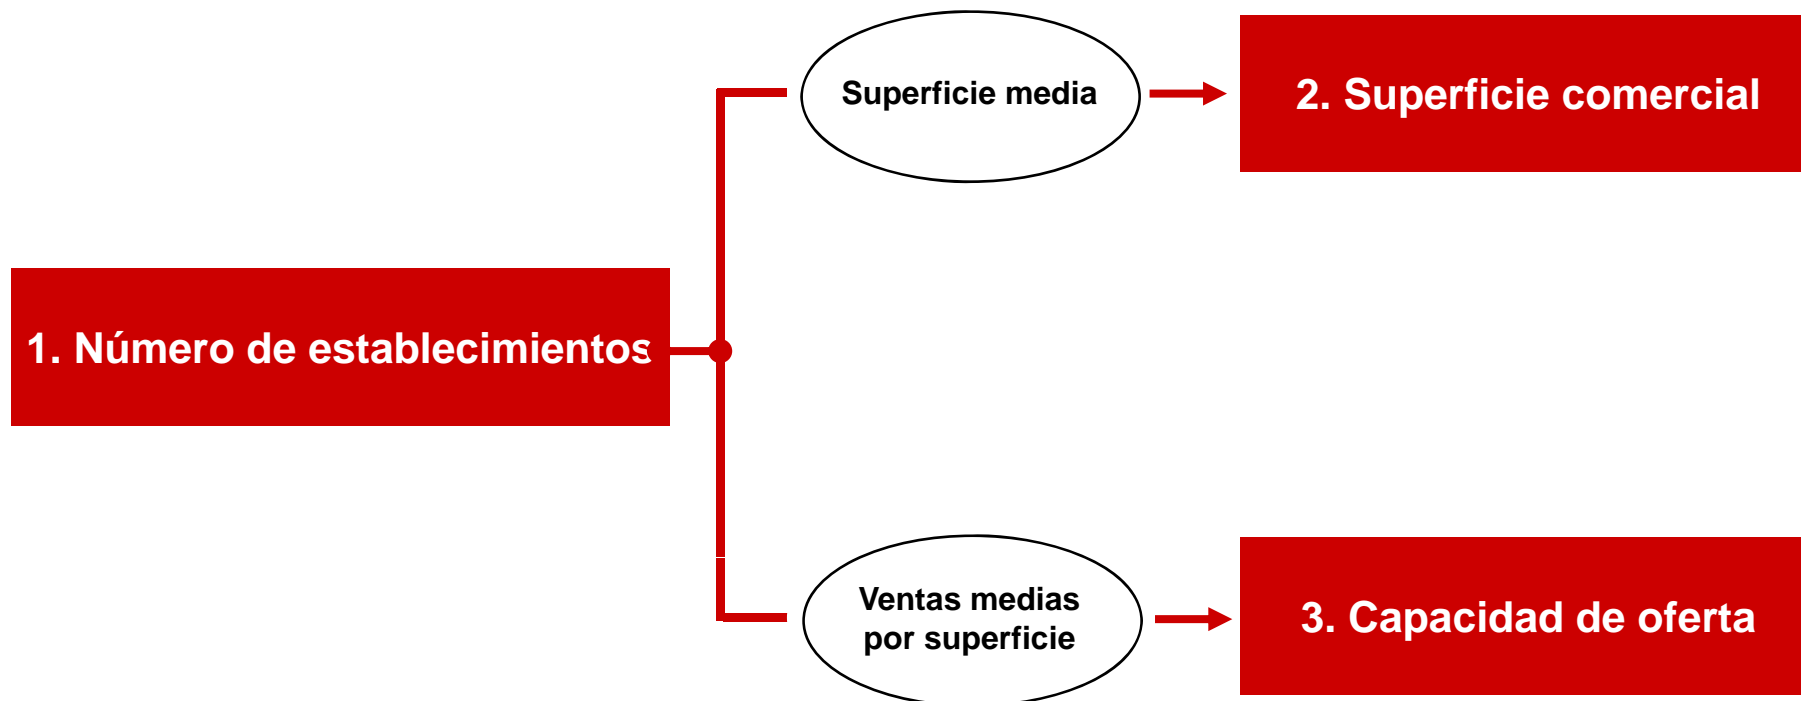 Superficie media
2. Superficie comercial
1. Número de establecimientos
Ventas medias
por superficie
3. Capacidad de oferta